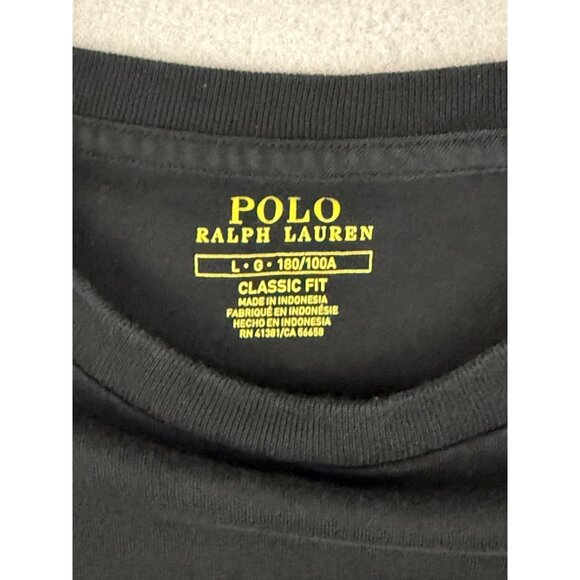 POLO
RALPH LAUREN
L • G • 180/100A
CLASSIC FIT
MADE IN INDONESIA
FABRIQUÉ EN INDONÉSIE
HECHO EN INDONESIA
RN 41381/CA 56658